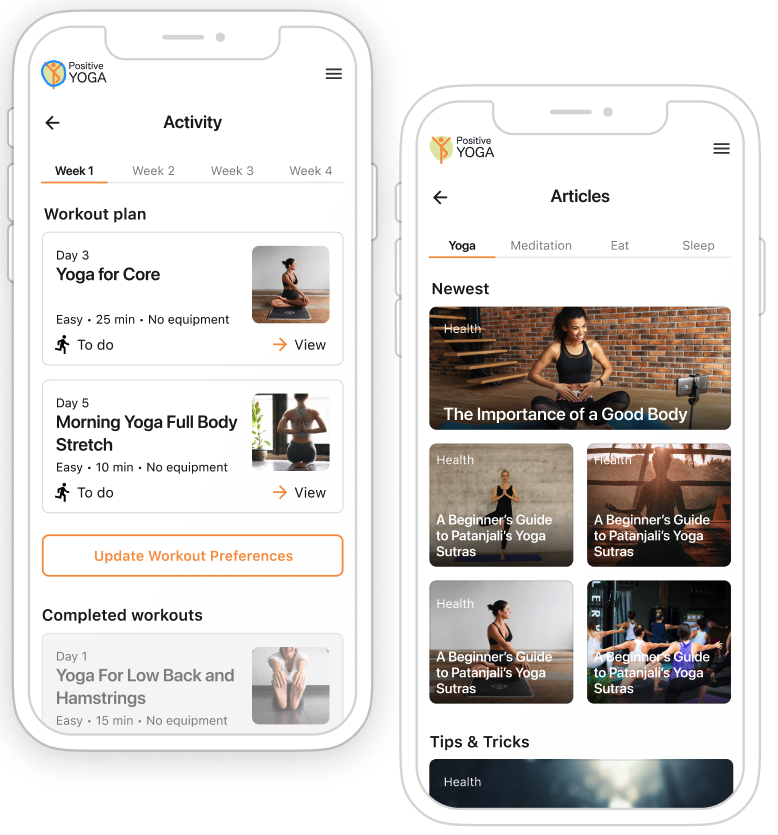 Positive
YOGA
Activity
Week 1
Week 2
Week 3
Week 4
Workout plan
Day 3
Yoga for Core
Easy • 25 min • No equipment
To do
View
Day 5
Morning Yoga Full Body
Stretch
Easy • 10 min • No equipment
To do
View
Update Workout Preferences
Completed workouts
Day 1
Yoga For Low Back and
Hamstrings
Easy • 15 min • No equipment
Positive
YOGA
Articles
Yoga
Meditation
Eat
Sleep
Newest
Health
The Importance of a Good Body
Health
A Beginner's Guide
to Patanjali's Yoga
Sutras
Health
A Beginner's Guide
to Patanjali's Yoga
Sutras
Health
A Beginner's Guide
to Patanjali's Yoga
Sutras
A Beginner's Guide
to Patanjali's Yoga
Sutras
Tips & Tricks
Health